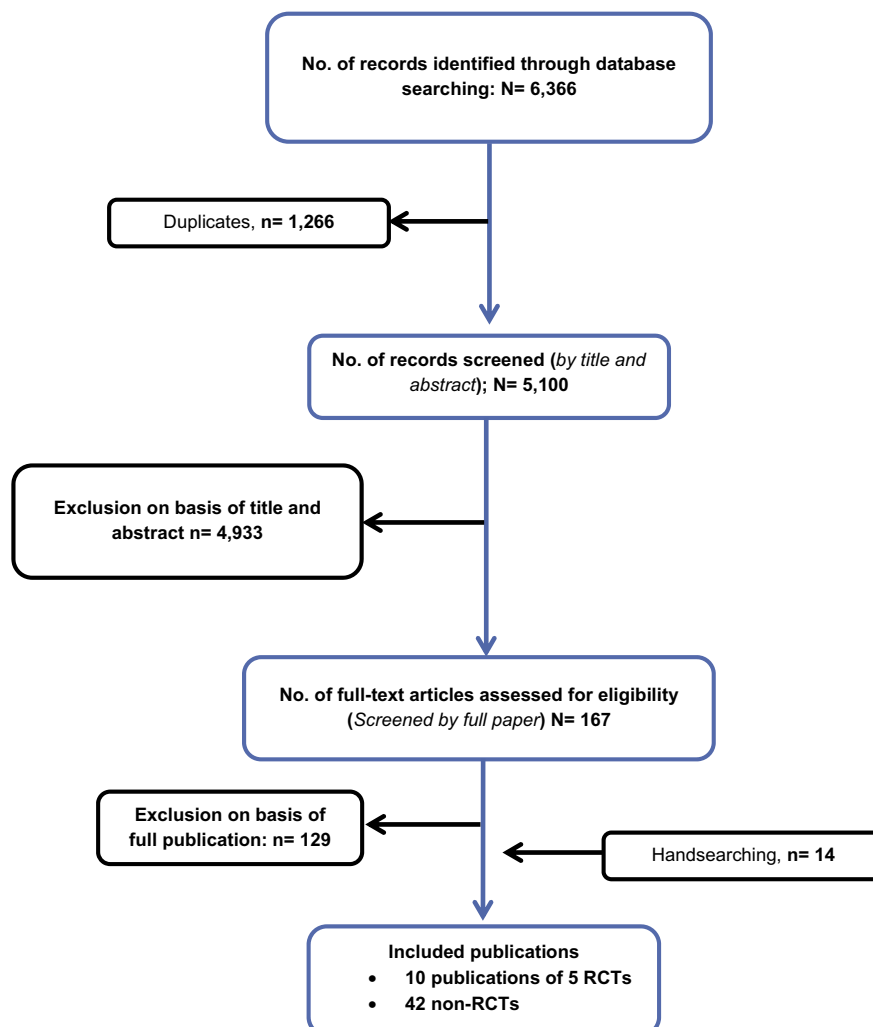 No. of records identified through database
searching: N= 6,366
Duplicates, n= 1,266
No. of records screened (by title and
abstract); N= 5,100
Exclusion on basis of title and
abstract n= 4,933
No. of full-text articles assessed for eligibility
(Screened by full paper) N= 167
Exclusion on basis of
full publication: n= 129
Handsearching, n= 14
Included publications
• 10 publications of 5 RCTs
• 42 non-RCTs